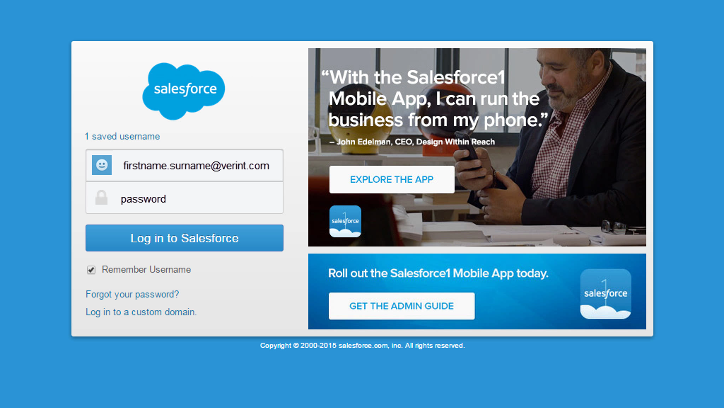 salesforce
1 saved username
firstname.surname@verint.com
password
Log in to Salesforce
Remember Username
Forgot your password?
Log in to a custom domain.
“With the Salesforce1
Mobile App, I can run the
business from my phone.”
– John Edelman, CEO, Design Within Reach
EXPLORE THE APP
salesforce
1
Roll out the Salesforce1 Mobile App today.
GET THE ADMIN GUIDE
salesforce
1
Copyright © 2000-2015 salesforce.com, inc. All rights reserved.